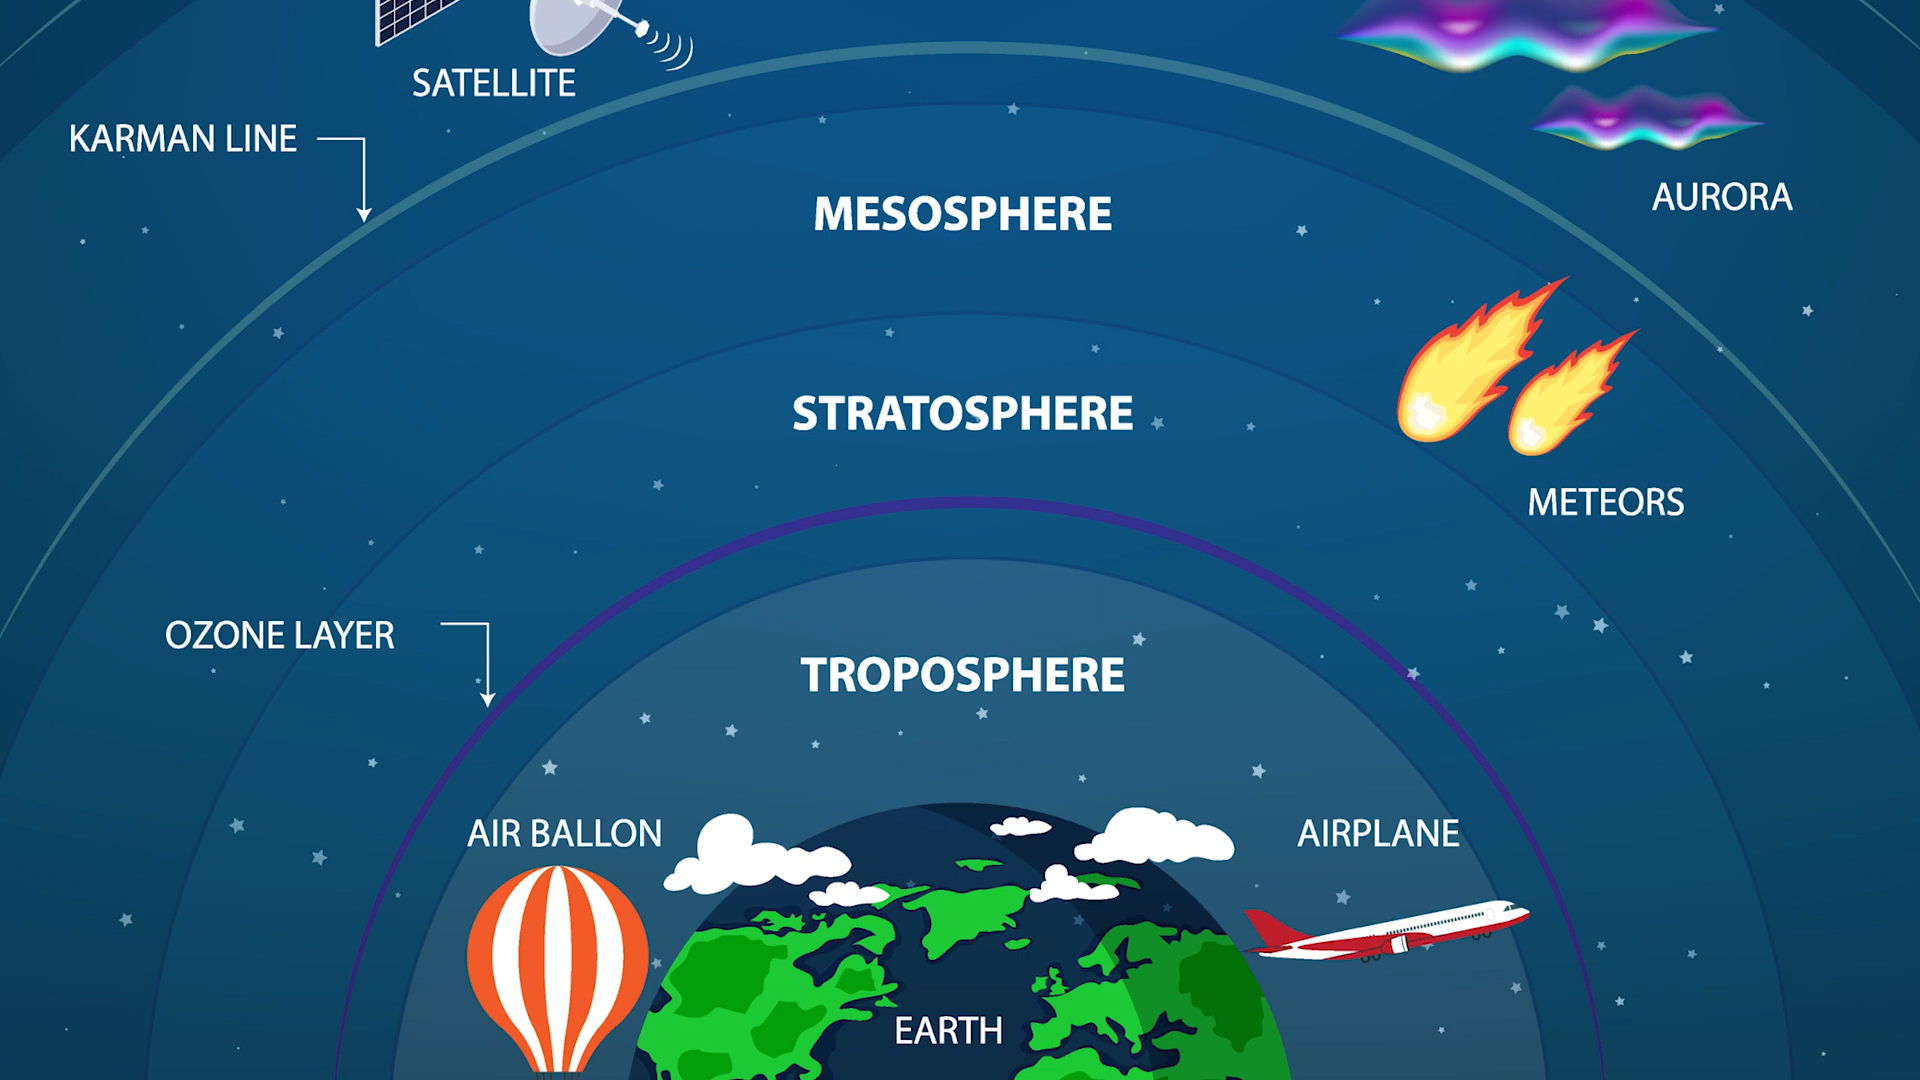 SATELLITE
KARMAN LINE
AURORA
MESOSPHERE
STRATOSPHERE
METEORS
OZONE LAYER
TROPOSPHERE
AIR BALLON
AIRPLANE
EARTH